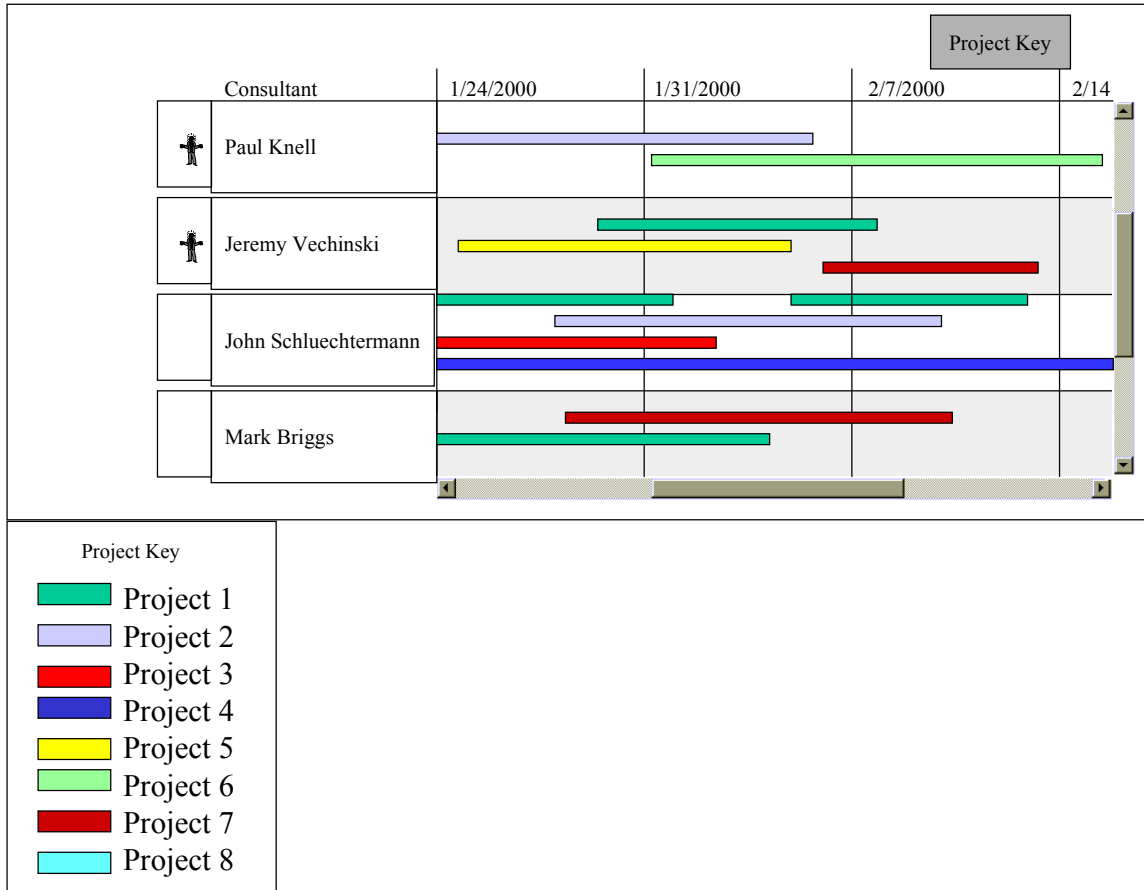 Project Key
Consultant 1/24/2000 1/31/2000 2/7/2000 2/14
Paul Knell
Jeremy Vechinski
John Schluechtermann
Mark Briggs
Project Key
Project 1
Project 2
Project 3
Project 4
Project 5
Project 6
Project 7
Project 8